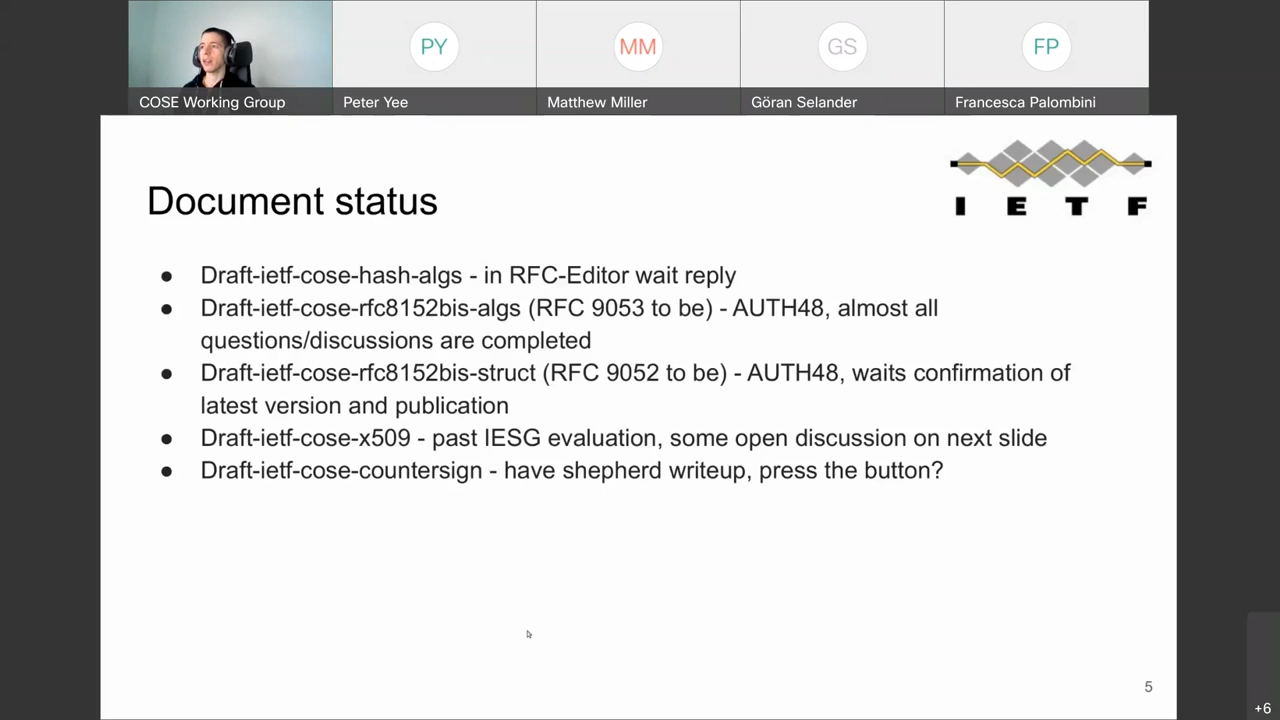 PY
MM
GS
FP
COSE Working Group
Peter Yee
Matthew Miller
Göran Selander
Francesca Palombini
I E T F
Document status
● Draft-ietf-cose-hash-algs - in RFC-Editor wait reply
● Draft-ietf-cose-rfc8152bis-algs (RFC 9053 to be) - AUTH48, almost all
questions/discussions are completed
● Draft-ietf-cose-rfc8152bis-struct (RFC 9052 to be) - AUTH48, waits confirmation of
latest version and publication
● Draft-ietf-cose-x509 - past IESG evaluation, some open discussion on next slide
● Draft-ietf-cose-countersign - have shepherd writeup, press the button?
5
+6